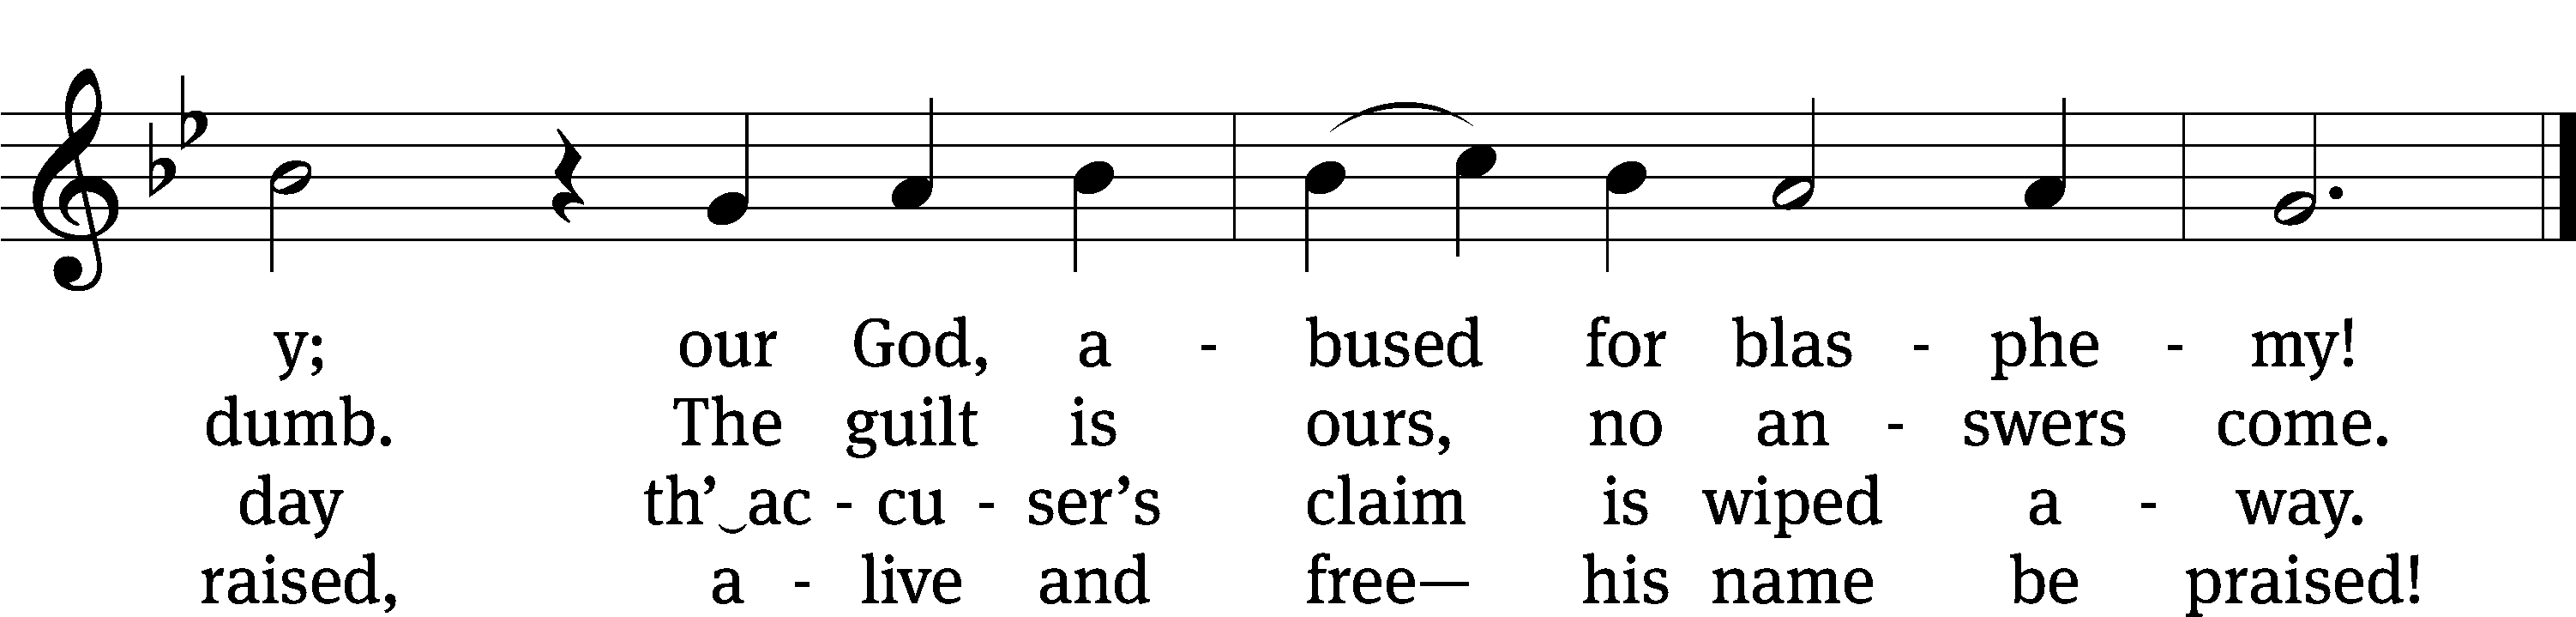 y; our God, a - bused for blas - phe - my!
dumb. The guilt is ours, no an - swers come.
day th’‿ac - cu - ser’s claim is wiped a - way.
raised, a - live and free— his name be praised!